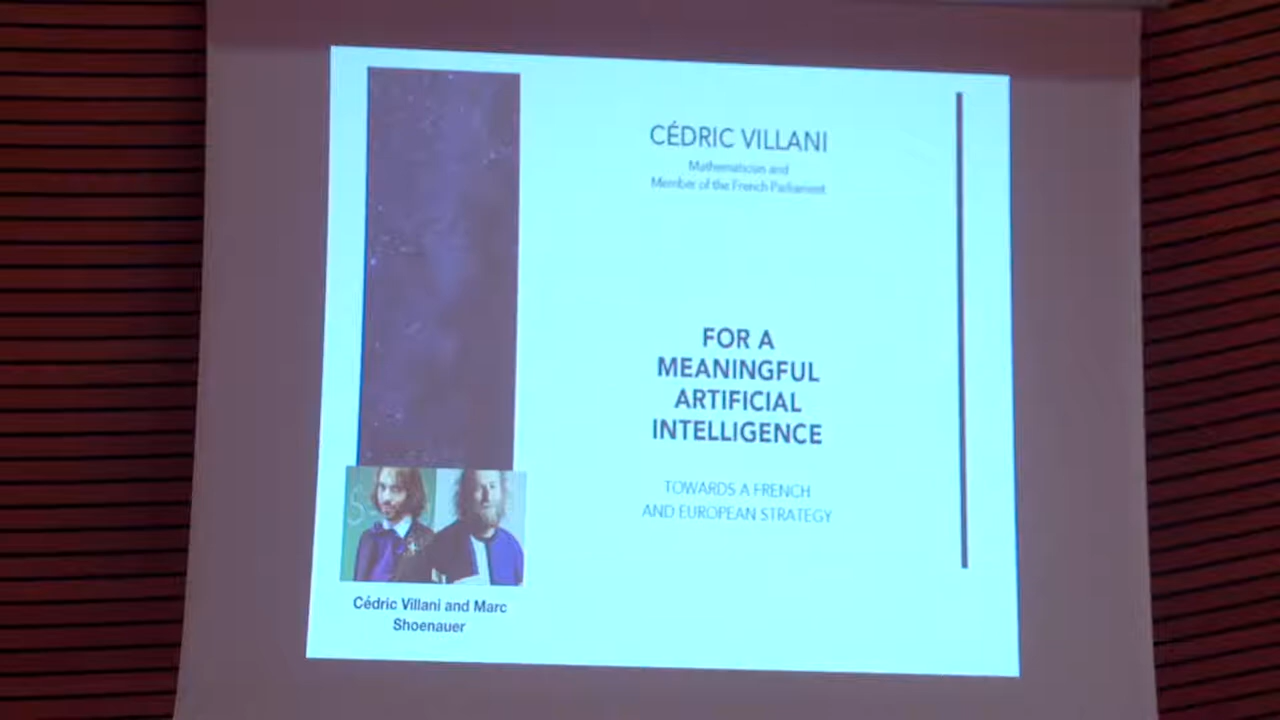 CÉDRIC VILLANI
Mathematician and
Member of the French Parliament
FOR A
MEANINGFUL
ARTIFICIAL
INTELLIGENCE
TOWARDS A FRENCH
AND EUROPEAN STRATEGY
Cédric Villani and Marc
Shoenauer